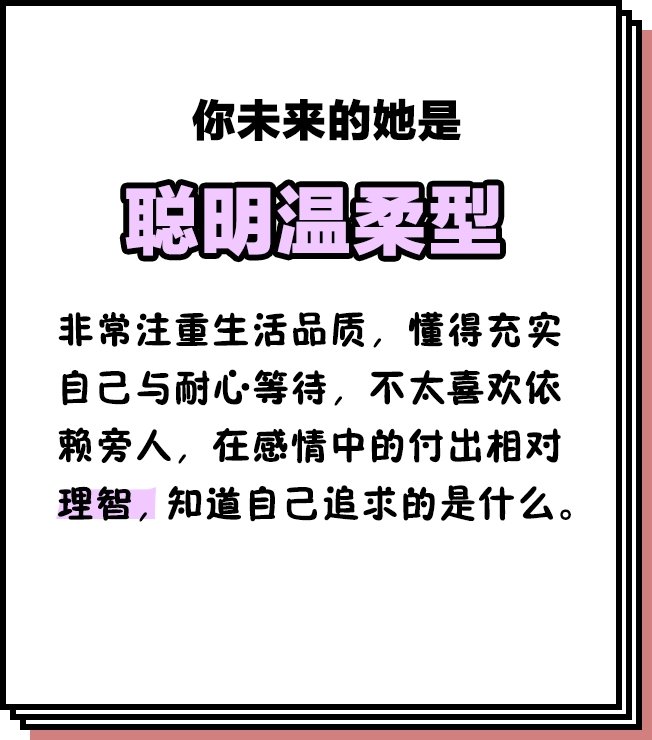 你未来的她是
聪明温柔型
非常注重生活品质，懂得充实
自己与耐心等待，不太喜欢依
赖旁人，在感情中的付出相对
理智，知道自己追求的是什么。